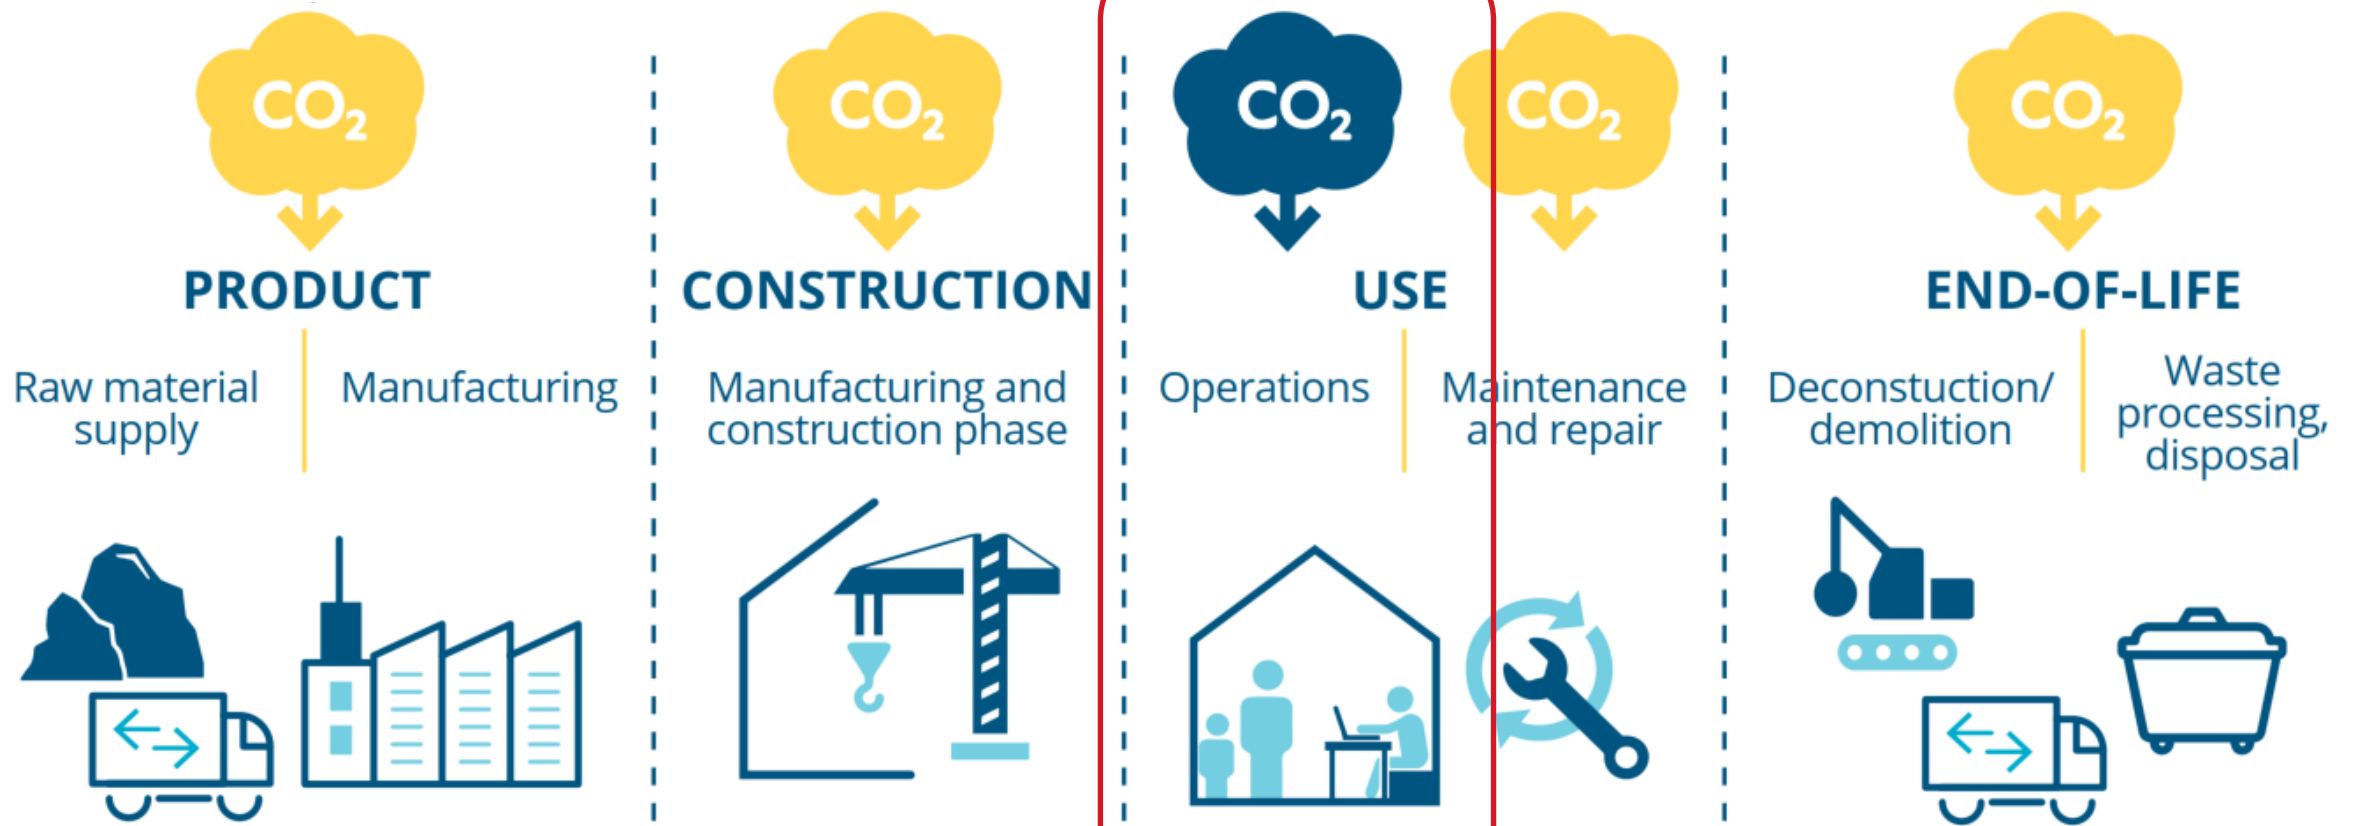 CO₂
CO₂
CO₂
CO₂
CO₂
PRODUCT
CONSTRUCTION
USE
END-OF-LIFE
Raw material
supply
Manufacturing
Manufacturing and
construction phase
Operations
Maintenance
and repair
Deconstuction/
demolition
Waste
processing,
disposal